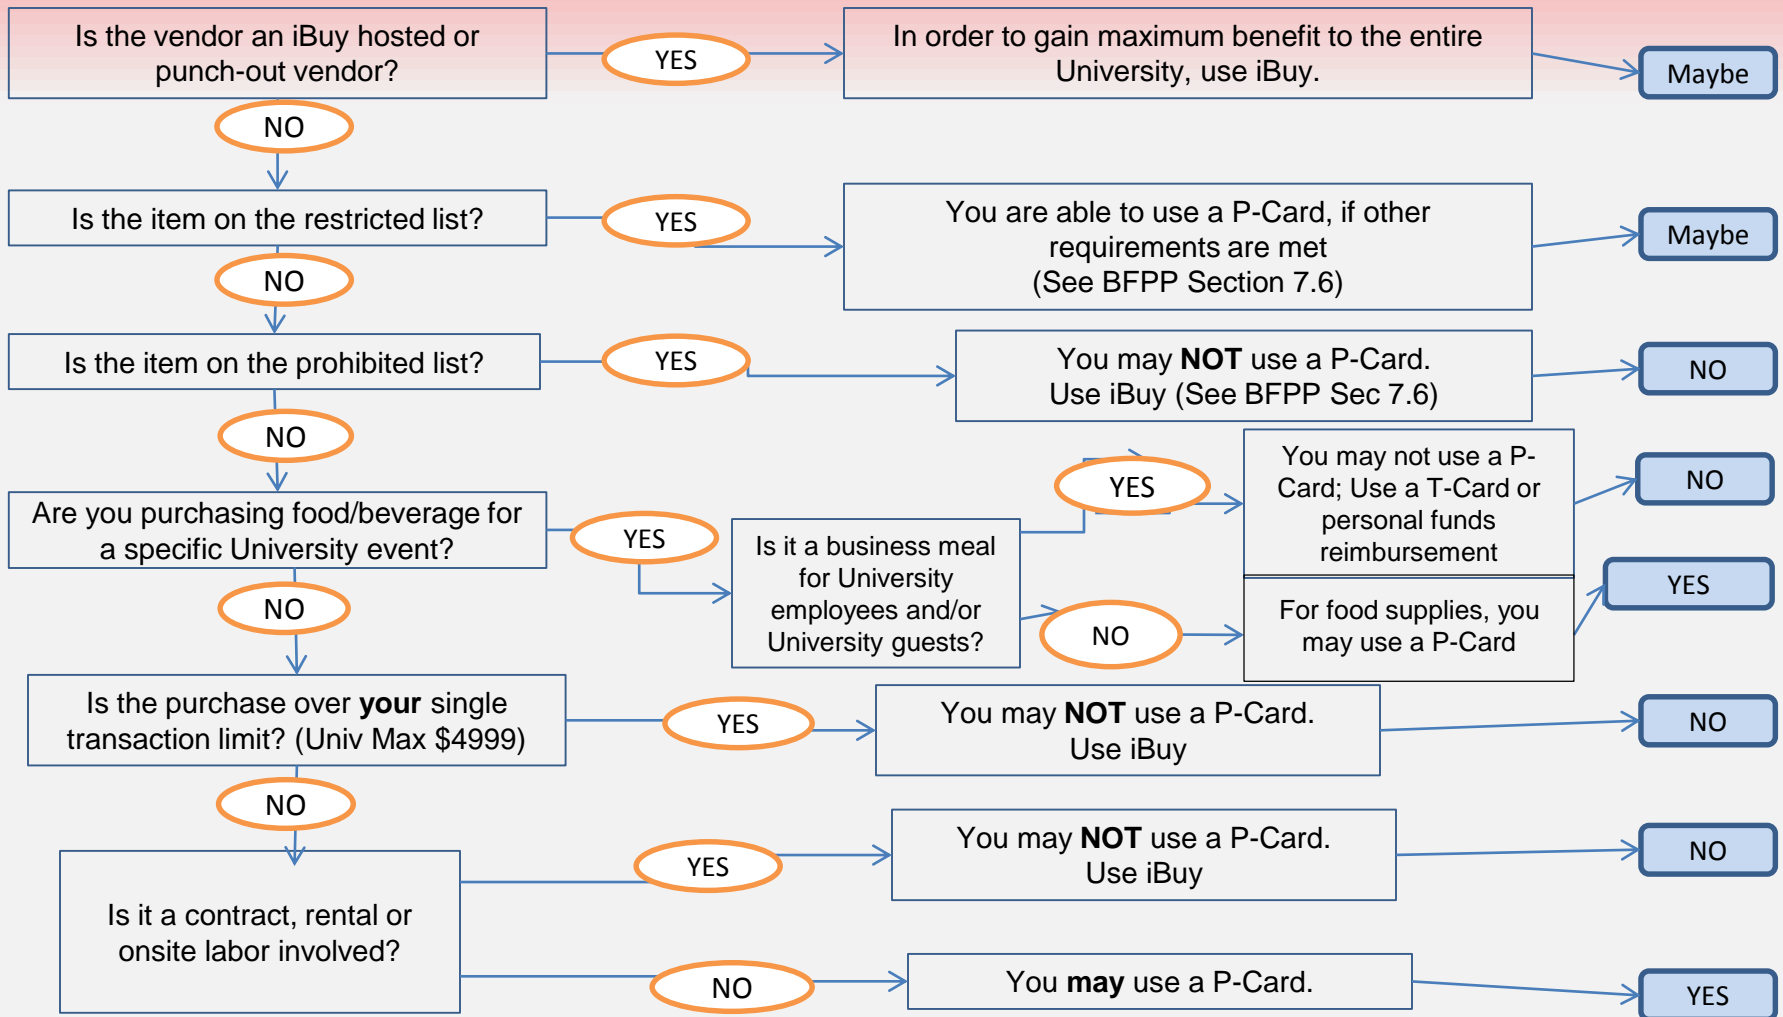 Is the vendor an iBuy hosted or
punch-out vendor?
YES
In order to gain maximum benefit to the entire
University, use iBuy.
Maybe
NO
Is the item on the restricted list?
YES
You are able to use a P-Card, if other
requirements are met
(See BFPP Section 7.6)
Maybe
NO
Is the item on the prohibited list?
YES
You may NOT use a P-Card.
Use iBuy (See BFPP Sec 7.6)
NO
NO
Are you purchasing food/beverage for
a specific University event?
YES
Is it a business meal
for University
employees and/or
University guests?
YES
You may not use a P-
Card; Use a T-Card or
personal funds
reimbursement
NO
NO
For food supplies, you
may use a P-Card
YES
NO
Is the purchase over your single
transaction limit? (Univ Max $4999)
YES
You may NOT use a P-Card.
Use iBuy
NO
NO
Is it a contract, rental or
onsite labor involved?
YES
You may NOT use a P-Card.
Use iBuy
NO
NO
You may use a P-Card.
YES